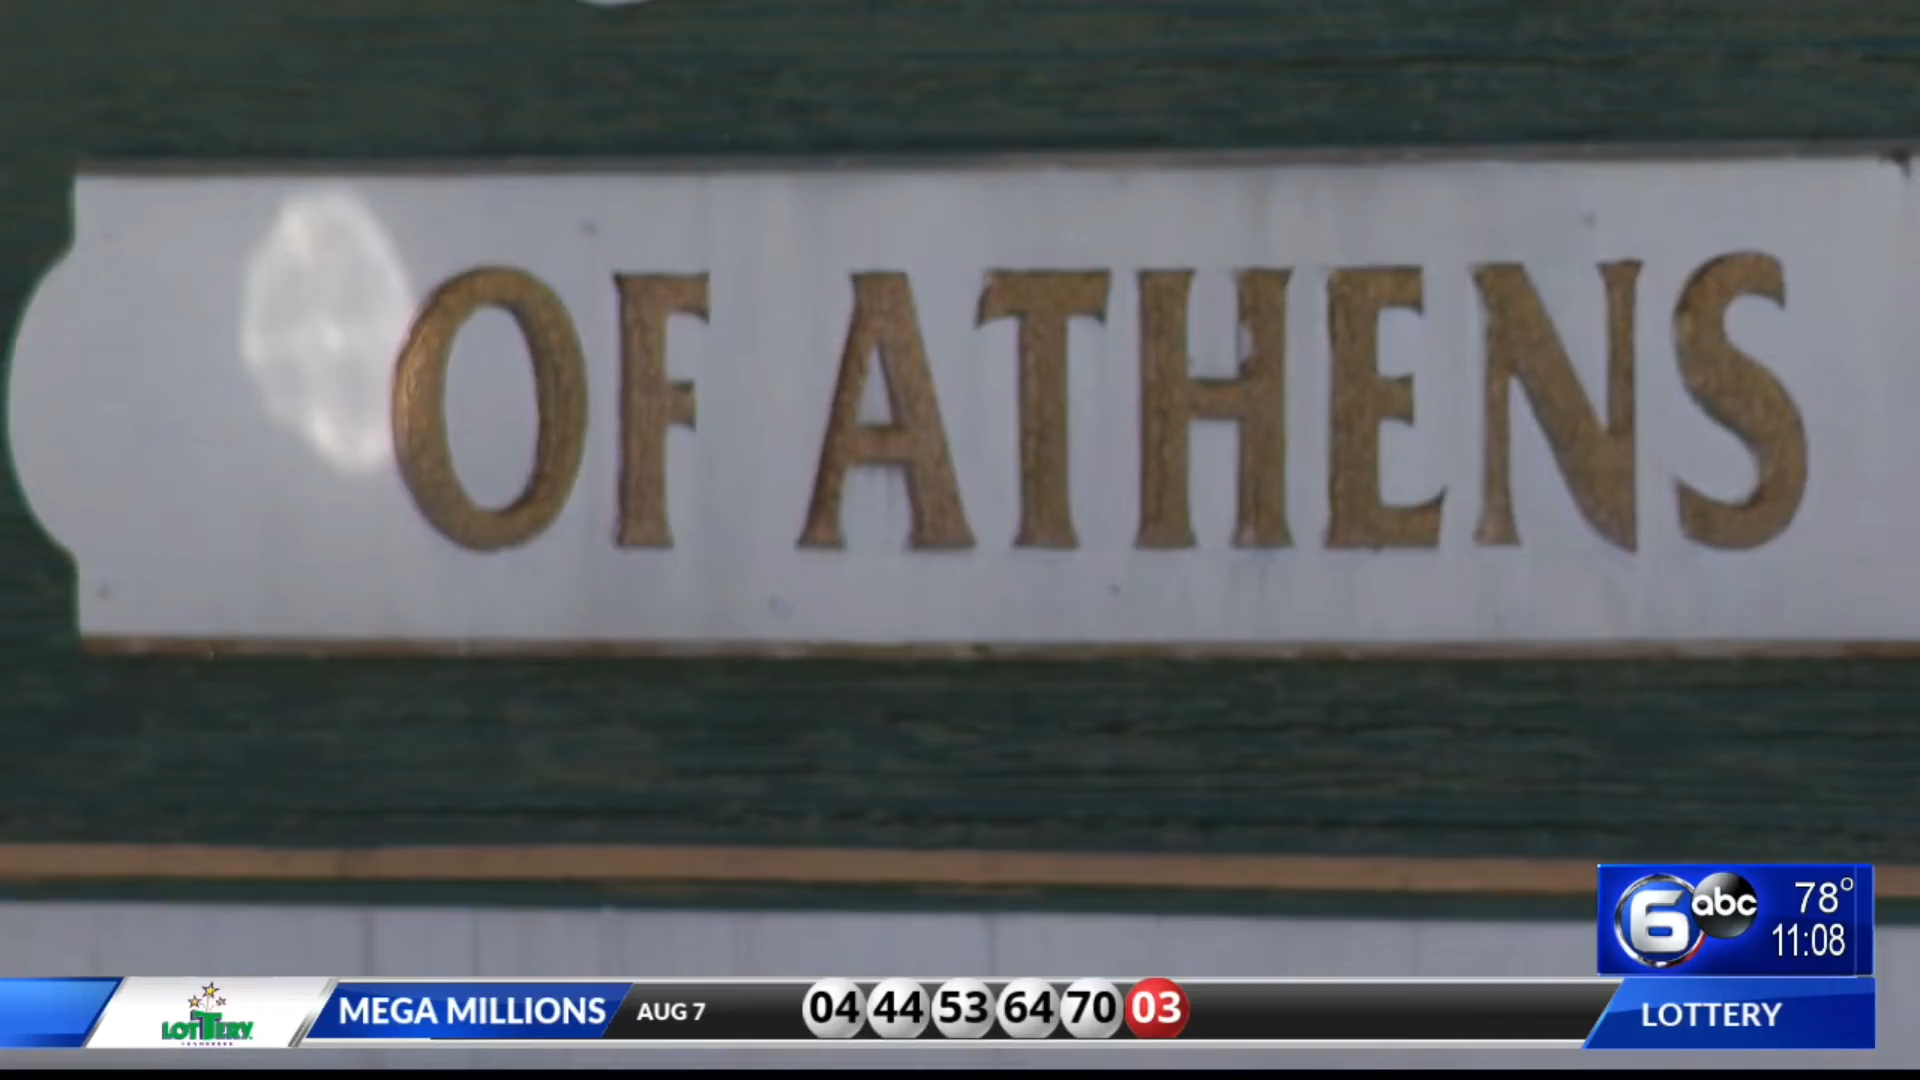 OF ATHENS
6 abc 78°
11:08
LOTTERY MEGA MILLIONS AUG 7 04 44 53 64 70 03 LOTTERY